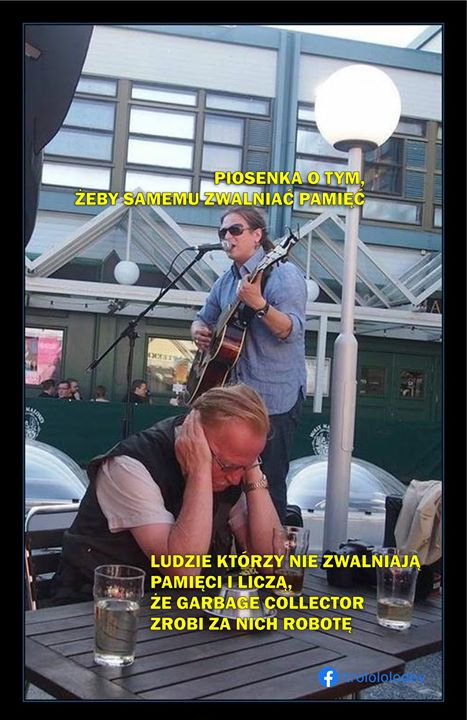 PIOSENKA O TYM,
ŻEBY SAMEMU ZWALNIAĆ PAMIĘĆ
LUDZIE KTÓRZY NIE ZWALNIAJĄ
PAMIĘCI I LICZĄ,
ŻE GARBAGE COLLECTOR
ZROBI ZA NICH ROBOTĘ